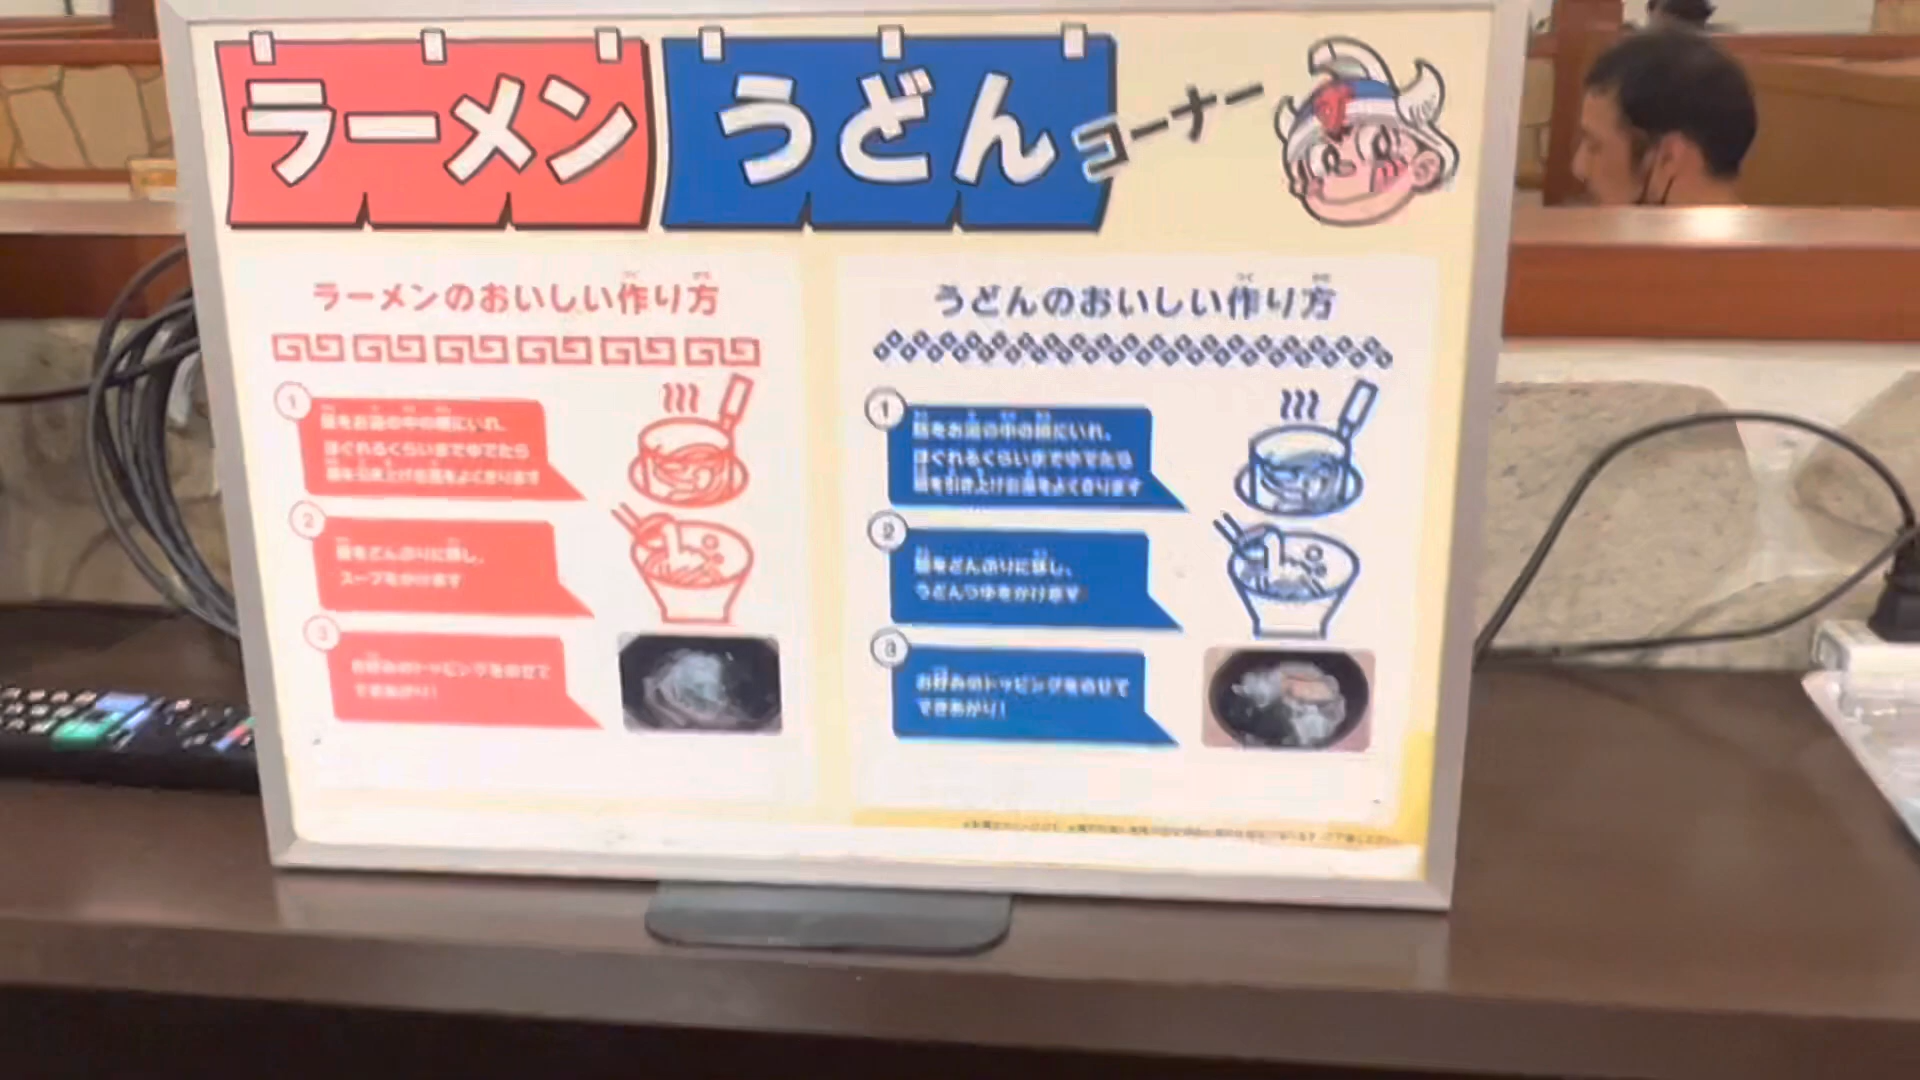 ラーメン うどん コーナー
ラーメンのおいしい作り方
1
麺をお湯の中の網にいれ、
ほぐれるくらいまでゆでたら
麺を引き上げお湯をよくきります
2
麺をどんぶりに移し、
スープをかけます
3
お好みのトッピングをのせて
できあがり!
うどんのおいしい作り方
1
麺をお湯の中の網にいれ、
ほぐれるくらいまでゆでたら
麺を引き上げお湯をよくきります
2
麺をどんぶりに移し、
うどんつゆをかけます
3
お好みのトッピングをのせて
できあがり!